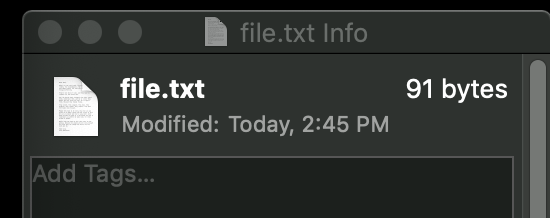 file.txt Info
file.txt 91 bytes
Modified: Today, 2:45 PM
Add Tags...